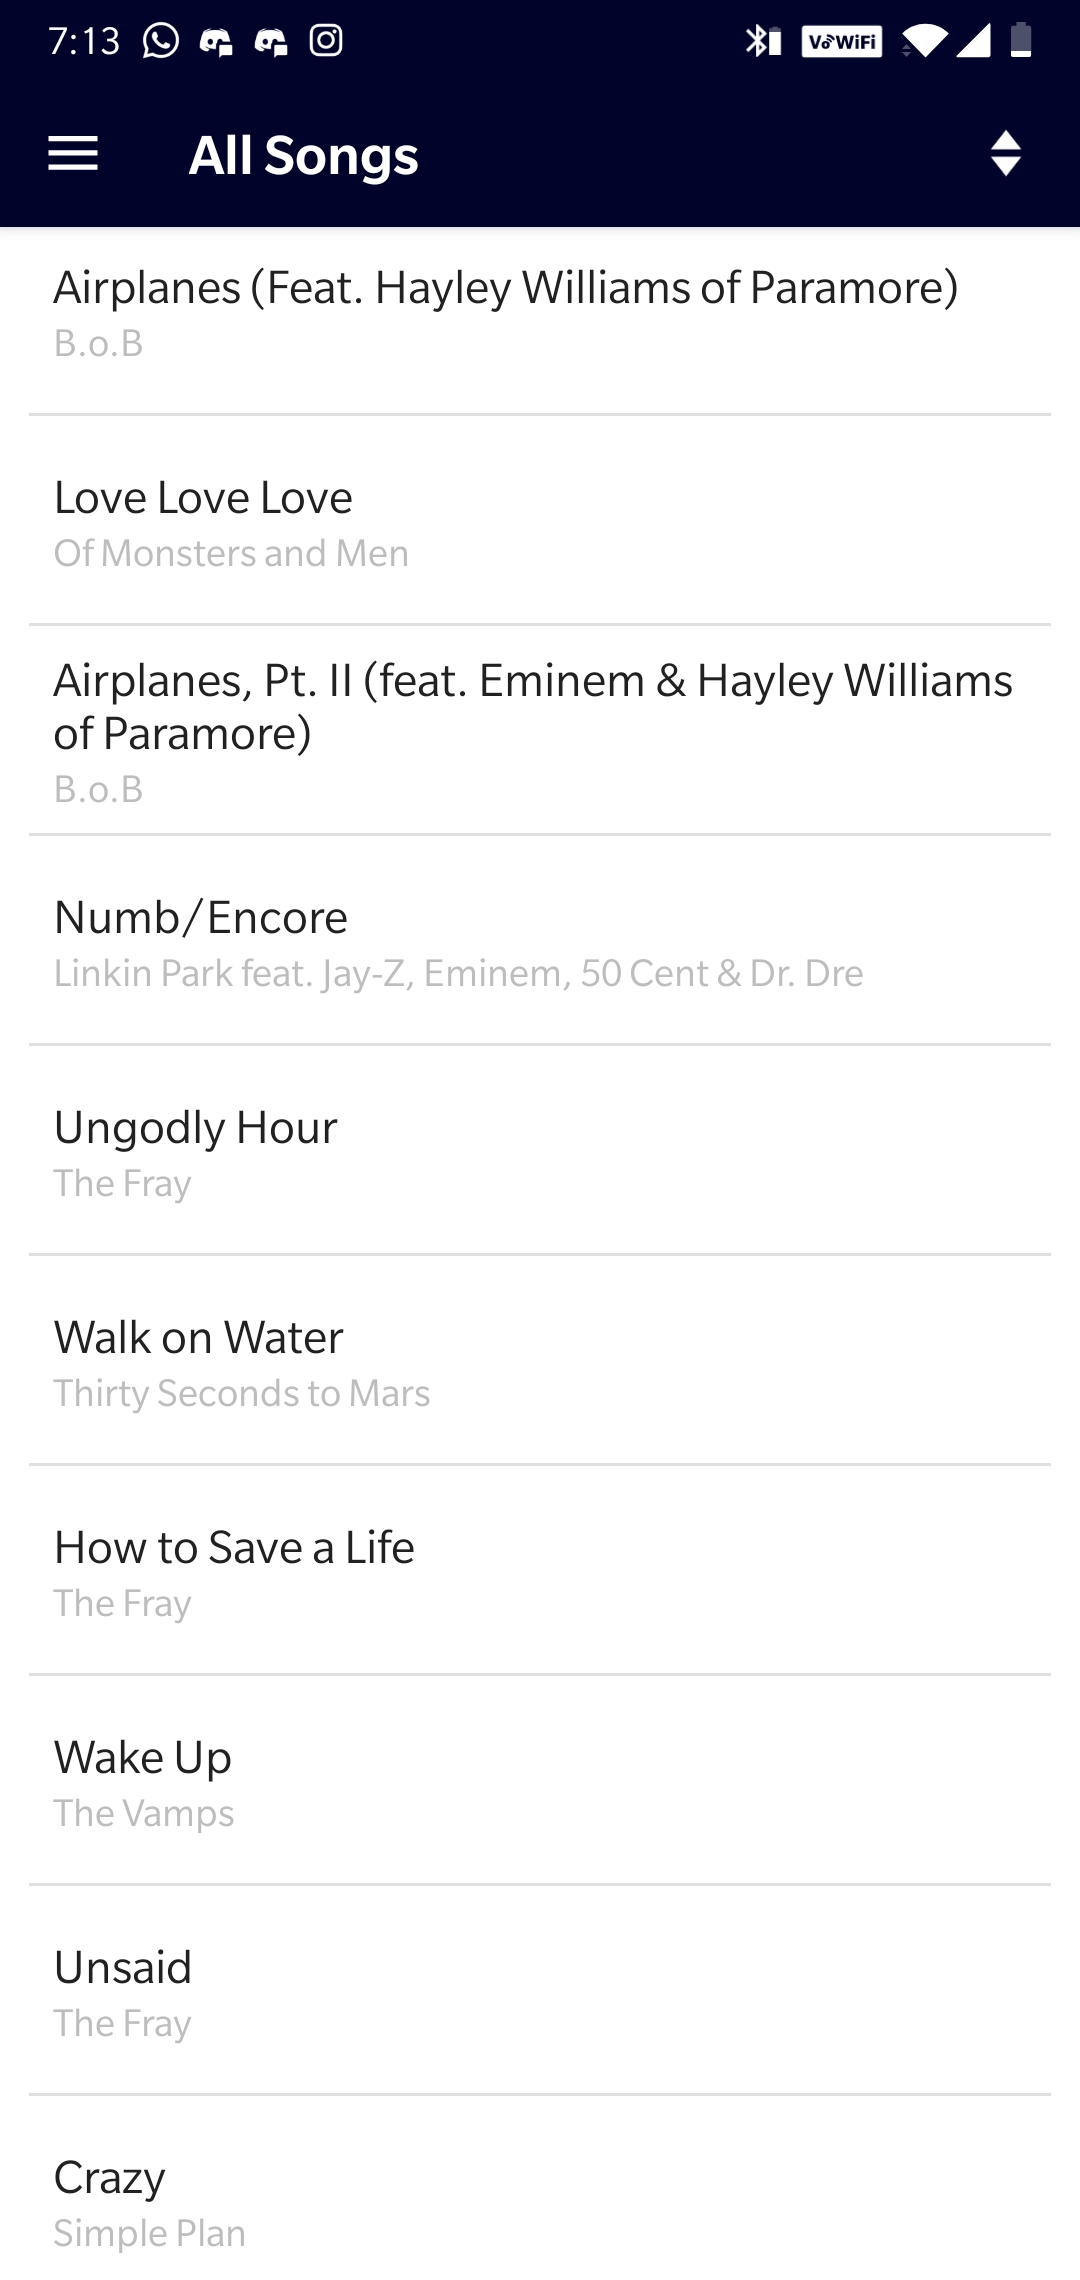 7:13
VoWiFi
All Songs
Airplanes (Feat. Hayley Williams of Paramore)
B.o.B
Love Love Love
Of Monsters and Men
Airplanes, Pt. II (feat. Eminem & Hayley Williams
of Paramore)
B.o.B
Numb/Encore
Linkin Park feat. Jay-Z, Eminem, 50 Cent & Dr. Dre
Ungodly Hour
The Fray
Walk on Water
Thirty Seconds to Mars
How to Save a Life
The Fray
Wake Up
The Vamps
Unsaid
The Fray
Crazy
Simple Plan